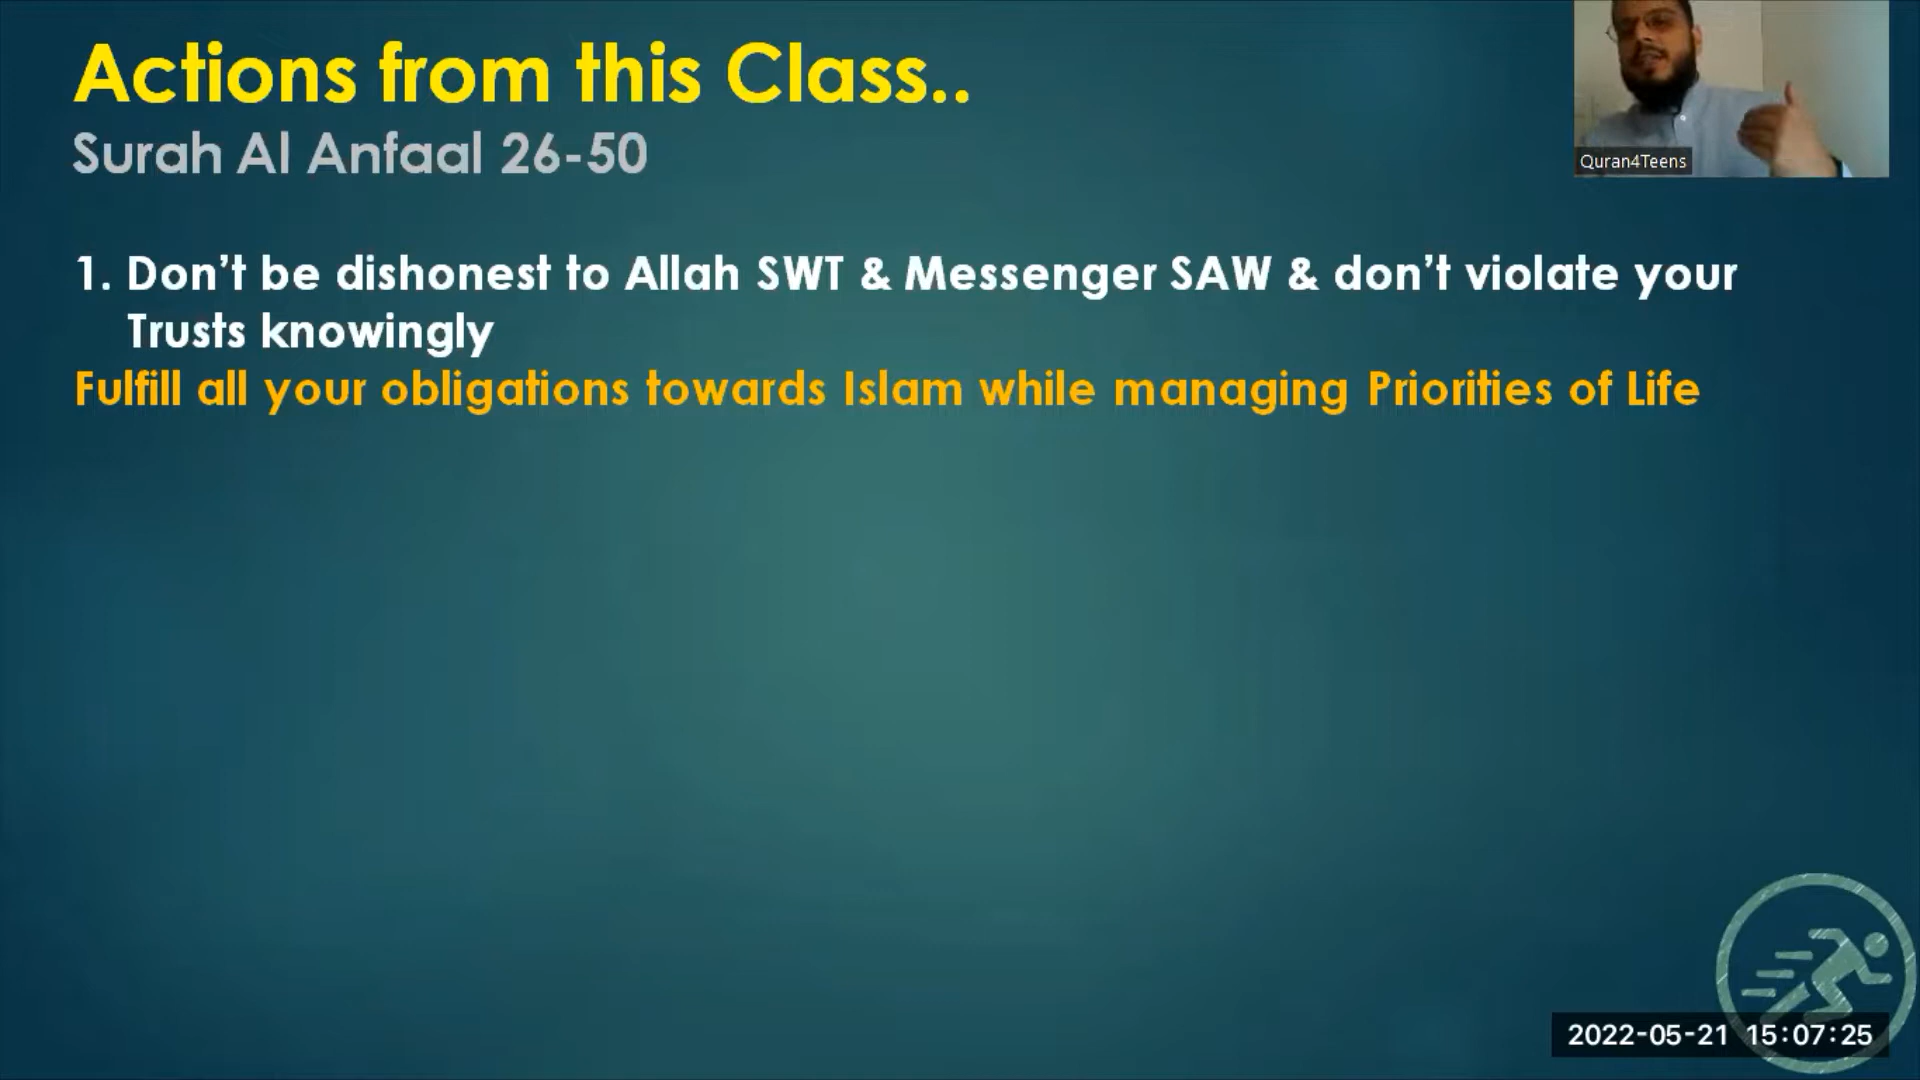 Actions from this Class..
Surah Al Anfaal 26-50
Quran4Teens
1. Don't be dishonest to Allah SWT & Messenger SAW & don't violate your
Trusts knowingly
Fulfill all your obligations towards Islam while managing Priorities of Life
2022-05-21 15:07:25